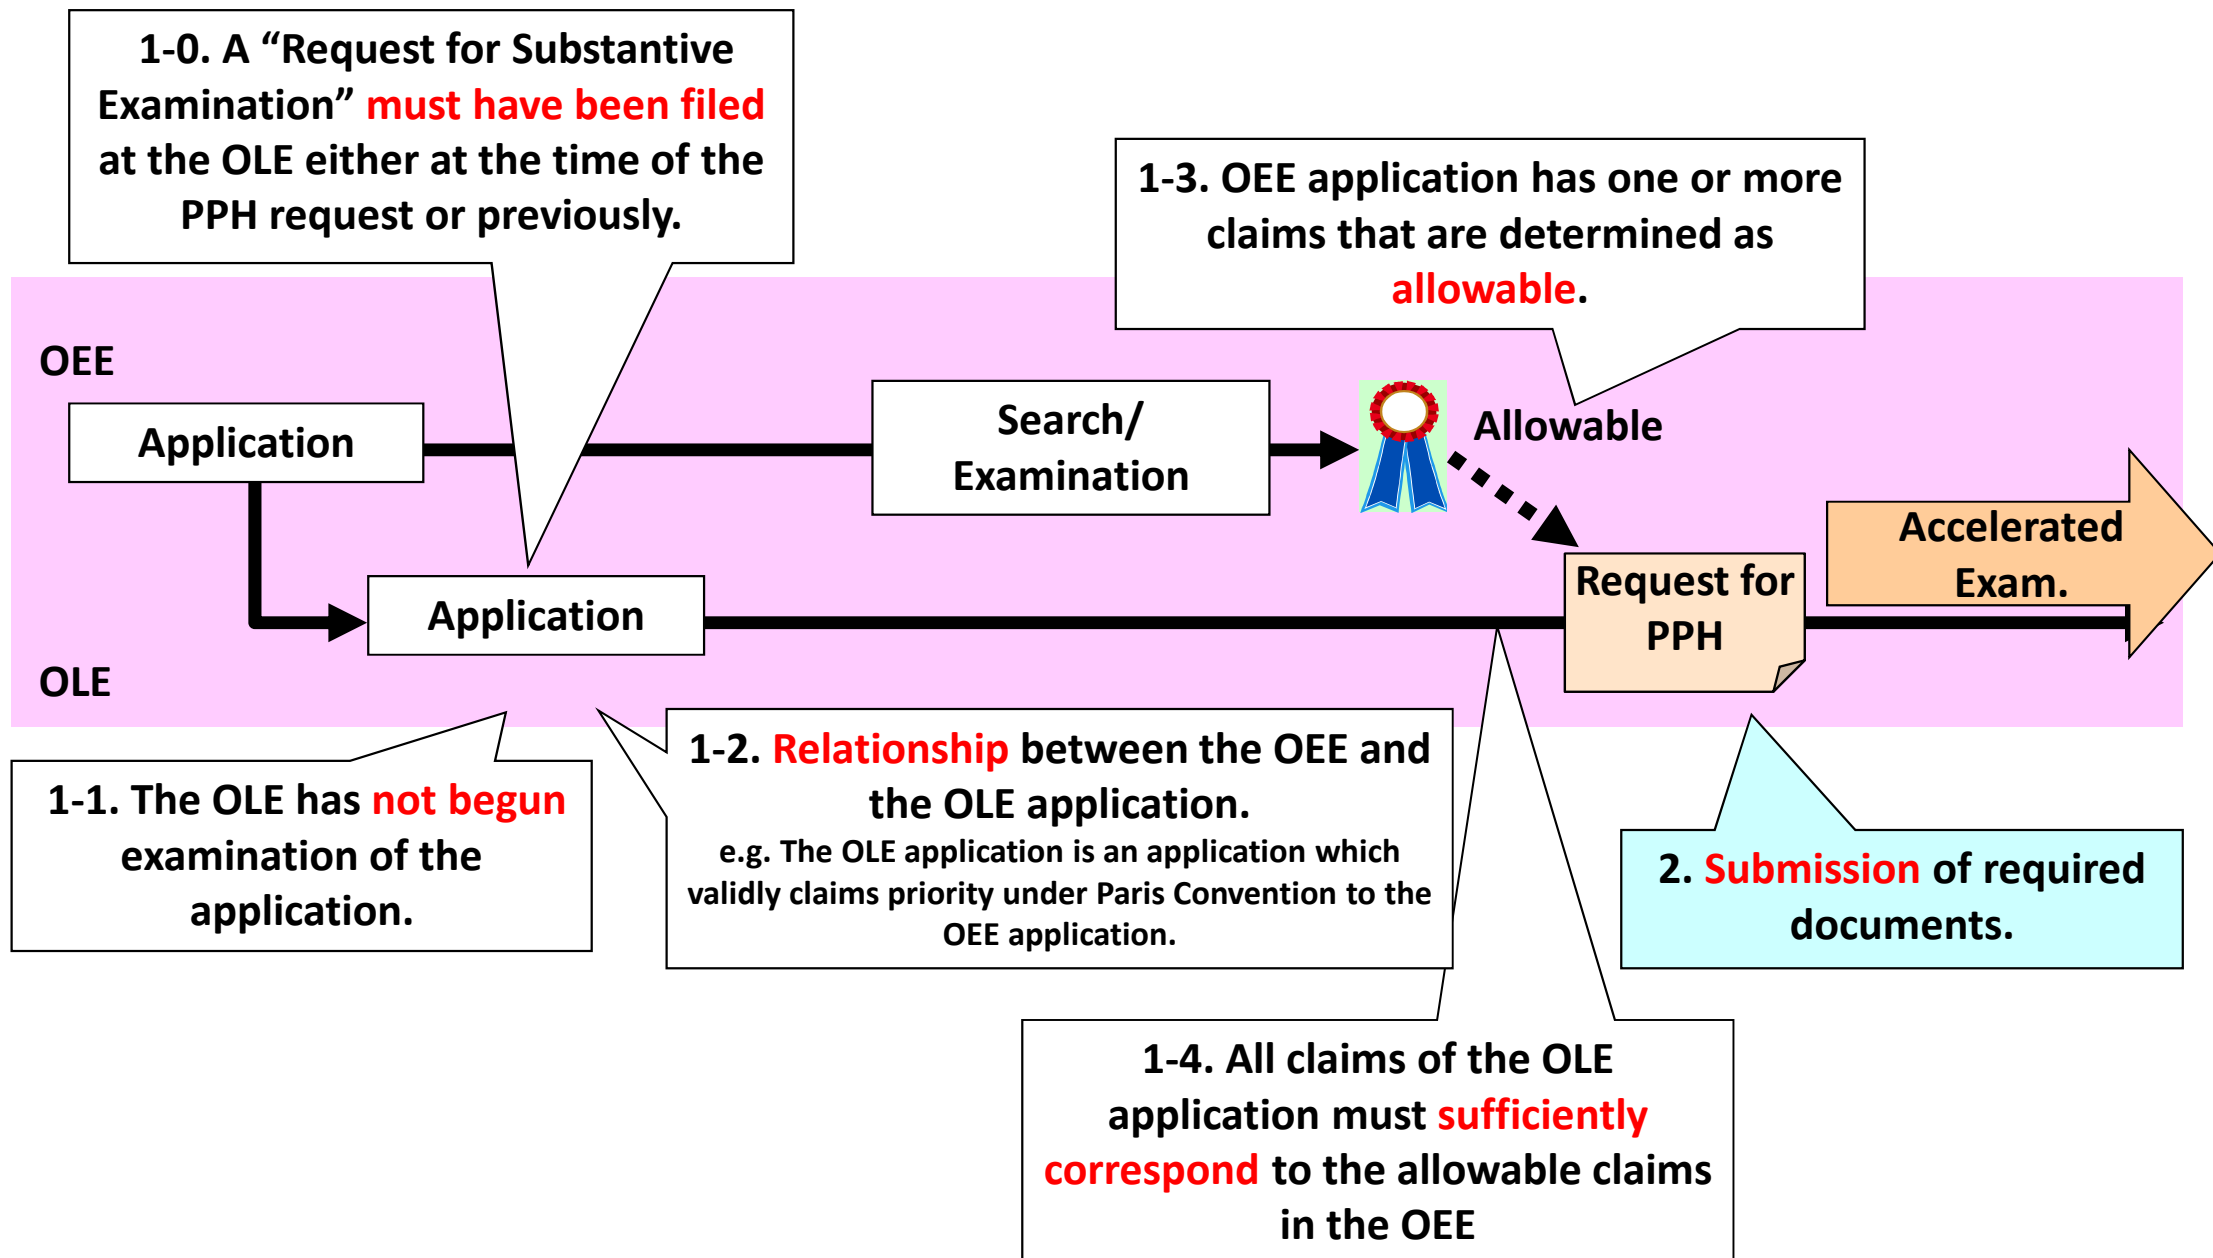 1-0. A “Request for Substantive
Examination” must have been filed
at the OLE either at the time of the
PPH request or previously.
1-3. OEE application has one or more
claims that are determined as
allowable.
OEE
Application
Search/
Examination
Allowable
Accelerated
Exam.
Request for
PPH
Application
OLE
1-1. The OLE has not begun
examination of the
application.
1-2. Relationship between the OEE and
the OLE application.
e.g. The OLE application is an application which
validly claims priority under Paris Convention to the
OEE application.
2. Submission of required
documents.
1-4. All claims of the OLE
application must sufficiently
correspond to the allowable claims
in the OEE